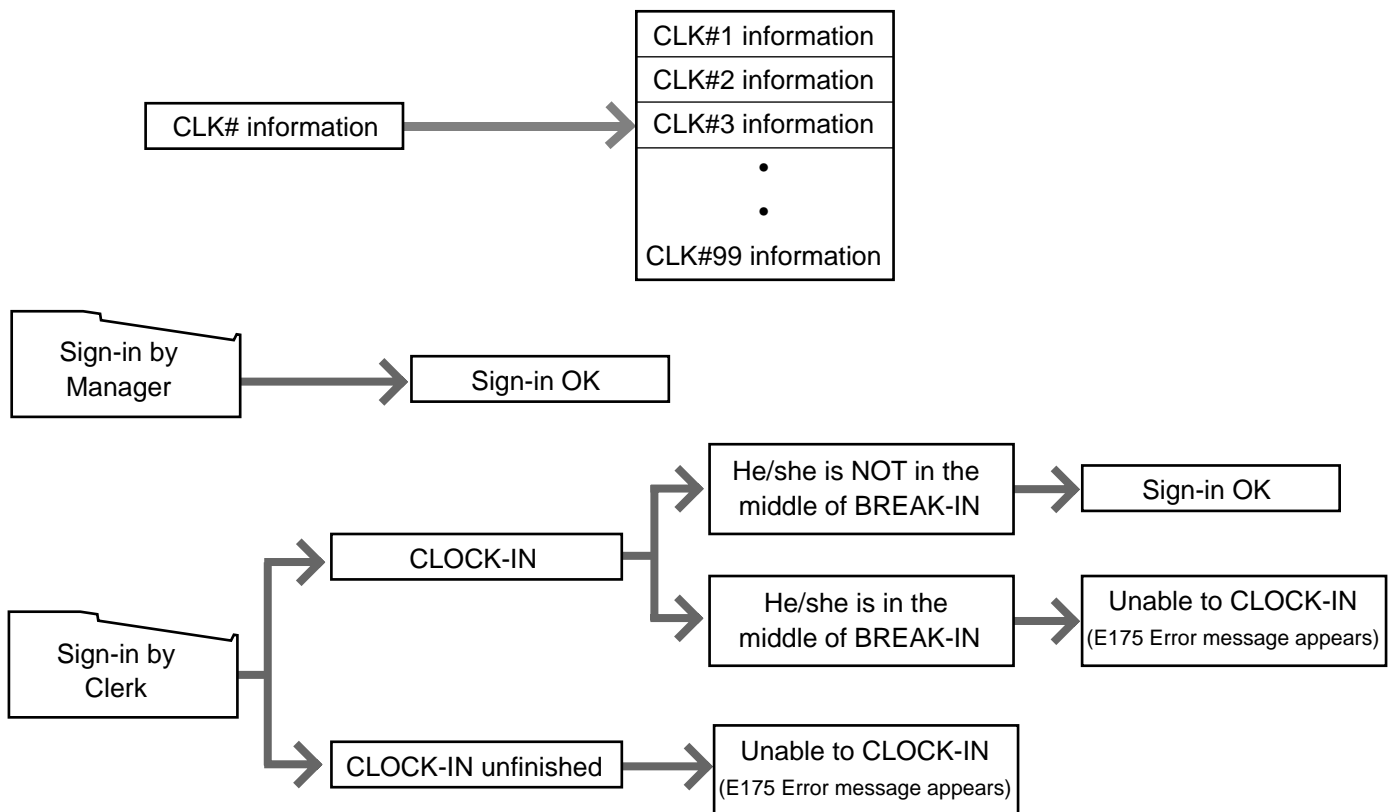 CLK# information
CLK#1 information
CLK#2 information
CLK#3 information
•
•
CLK#99 information
Sign-in by
Manager
Sign-in OK
Sign-in by
Clerk
CLOCK-IN
He/she is NOT in the
middle of BREAK-IN
Sign-in OK
He/she is in the
middle of BREAK-IN
Unable to CLOCK-IN
(E175 Error message appears)
CLOCK-IN unfinished
Unable to CLOCK-IN
(E175 Error message appears)